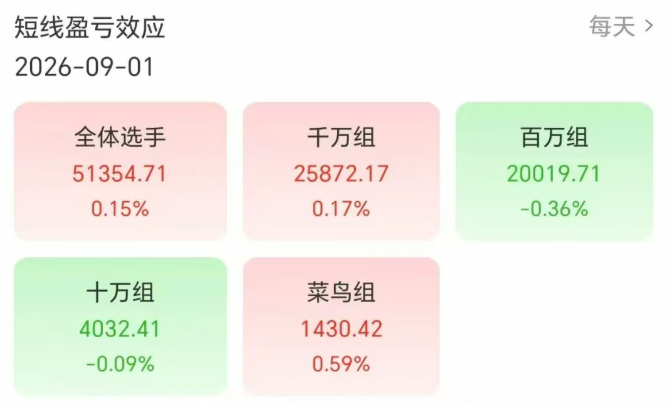 短线盈亏效应
每天 >
2026-09-01
全体选手
51354.71
0.15%
千万组
25872.17
0.17%
百万组
20019.71
-0.36%
十万组
4032.41
-0.09%
菜鸟组
1430.42
0.59%